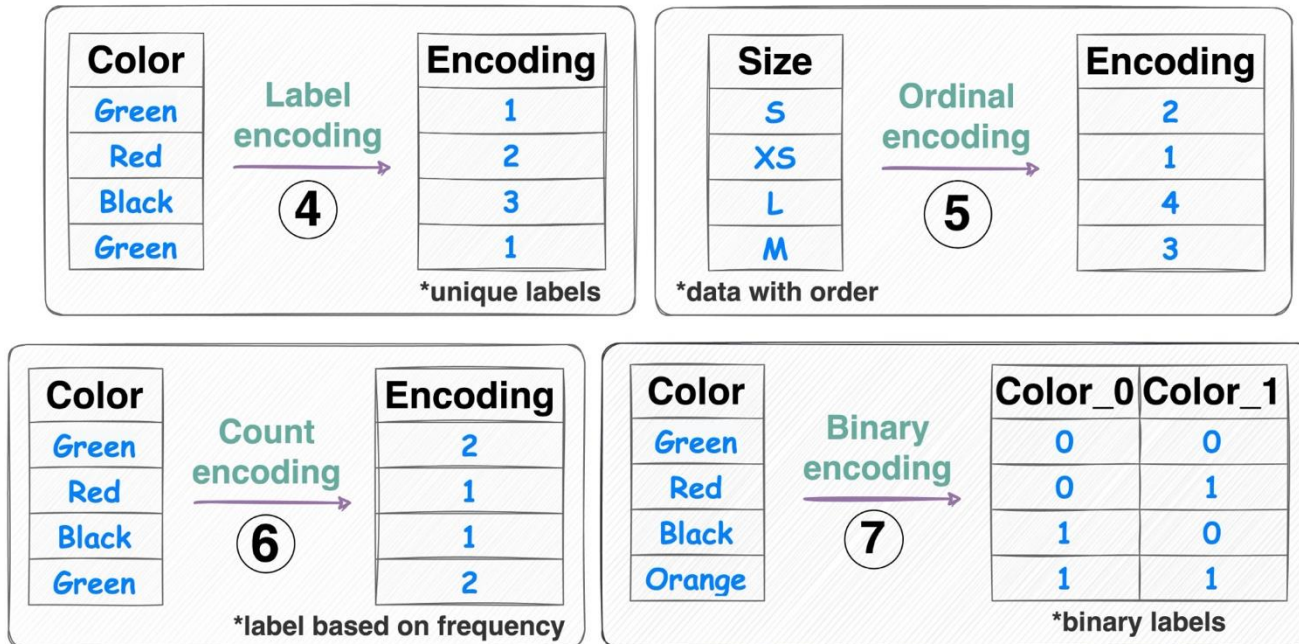 Color Encoding
Green 1
Red 2
Black 3
Green 1
Label
encoding
4
*unique labels
Size Encoding
S 2
XS 1
L 4
M 3
Ordinal
encoding
5
*data with order
Color Encoding
Green 2
Red 1
Black 1
Green 2
Count
encoding
6
*label based on frequency
Color Color_0 Color_1
Green 0 0
Red 0 1
Black 1 0
Orange 1 1
Binary
encoding
7
*binary labels